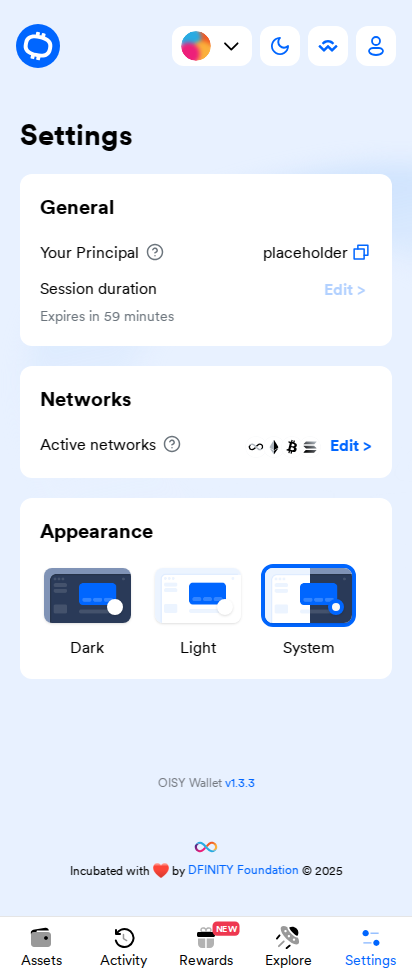 Settings
General
Your Principal placeholder
Session duration Edit >
Expires in 59 minutes
Networks
Active networks Edit >
Appearance
Dark Light System
OISY Wallet v1.3.3
Incubated with ❤️ by DFINITY Foundation © 2025
NEW
Assets Activity Rewards Explore Settings